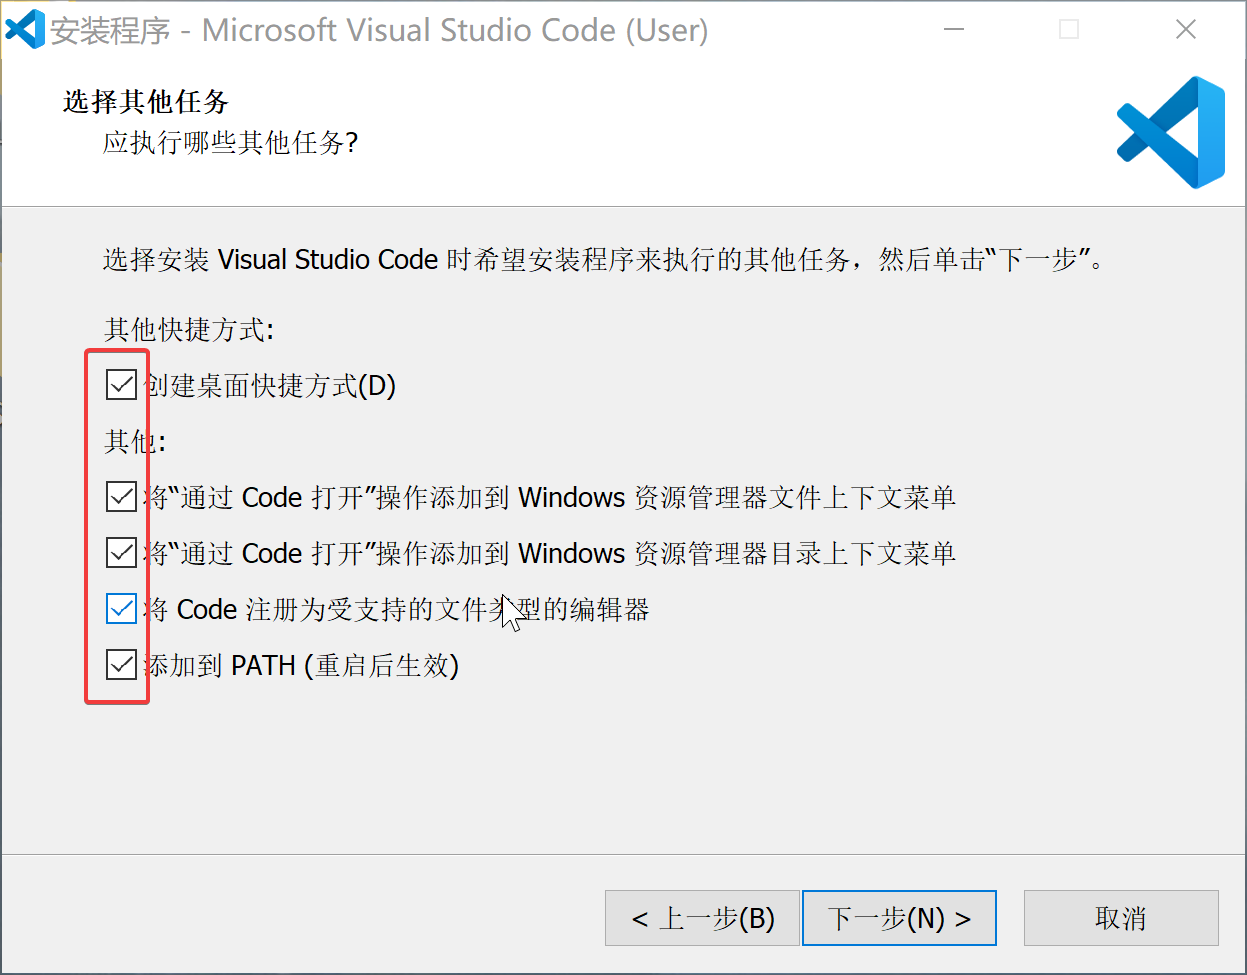 安装程序 - Microsoft Visual Studio Code (User)
选择其他任务
应执行哪些其他任务?
选择安装 Visual Studio Code 时希望安装程序来执行的其他任务，然后单击“下一步”。
其他快捷方式:
创建桌面快捷方式(D)
其他:
将“通过 Code 打开”操作添加到 Windows 资源管理器文件上下文菜单
将“通过 Code 打开”操作添加到 Windows 资源管理器目录上下文菜单
将 Code 注册为受支持的文件类型的编辑器
添加到 PATH (重启后生效)
< 上一步(B) 下一步(N) > 取消